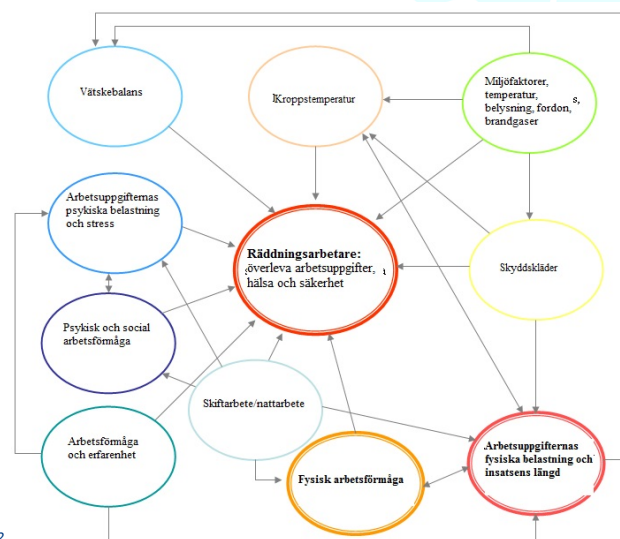 Vätskebalans
Kroppstemperatur
Miljöfaktorer,
temperatur,
belysning, fordon, s,
brandgaser
Arbetsuppgifternas
psykiska belastning
och stress
Räddningsarbetare:
överleva arbetsuppgifter,
hälsa och säkerhet
Skyddskläder
Psykisk och social
arbetsförmåga
Skiftarbete/nattarbete
Arbetsförmåga
och erfarenhet
Fysisk arbetsförmåga
Arbetsuppgifternas
fysiska belastning och
insatsens längd